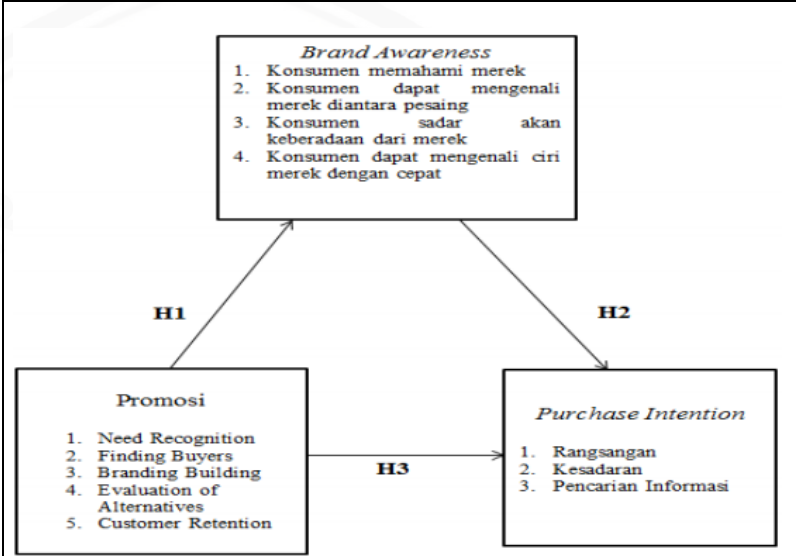 Brand Awareness
1. Konsumen memahami merek
2. Konsumen dapat mengenali
merek diantara pesaing
3. Konsumen sadar akan
keberadaan dari merek
4. Konsumen dapat mengenali ciri
merek dengan cepat
H1
H2
Promosi
1. Need Recognition
2. Finding Buyers
3. Branding Building
4. Evaluation of
Alternatives
5. Customer Retention
H3
Purchase Intention
1. Rangsangan
2. Kesadaran
3. Pencarian Informasi